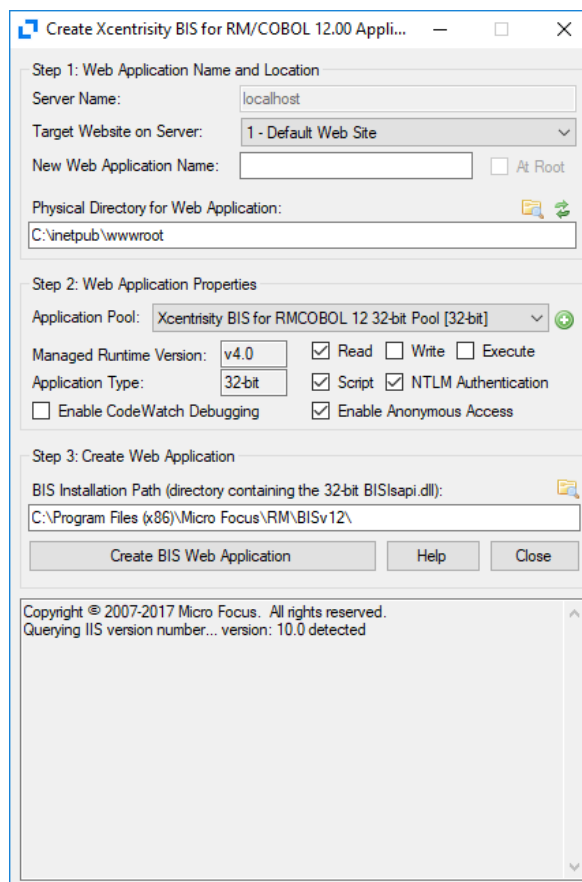 Create Xcentrisity BIS for RM/COBOL 12.00 Appli...
Step 1: Web Application Name and Location
Server Name: localhost
Target Website on Server: 1 - Default Web Site
New Web Application Name: At Root
Physical Directory for Web Application:
C:\inetpub\wwwroot
Step 2: Web Application Properties
Application Pool: Xcentrisity BIS for RMCOBOL 12 32-bit Pool [32-bit]
Managed Runtime Version: v4.0 Read Write Execute
Application Type: 32-bit Script NTLM Authentication
Enable CodeWatch Debugging Enable Anonymous Access
Step 3: Create Web Application
BIS Installation Path (directory containing the 32-bit BISIsapi.dll):
C:\Program Files (x86)\Micro Focus\RM\BISv12\
Create BIS Web Application Help Close
Copyright © 2007-2017 Micro Focus. All rights reserved.
Querying IIS version number... version: 10.0 detected